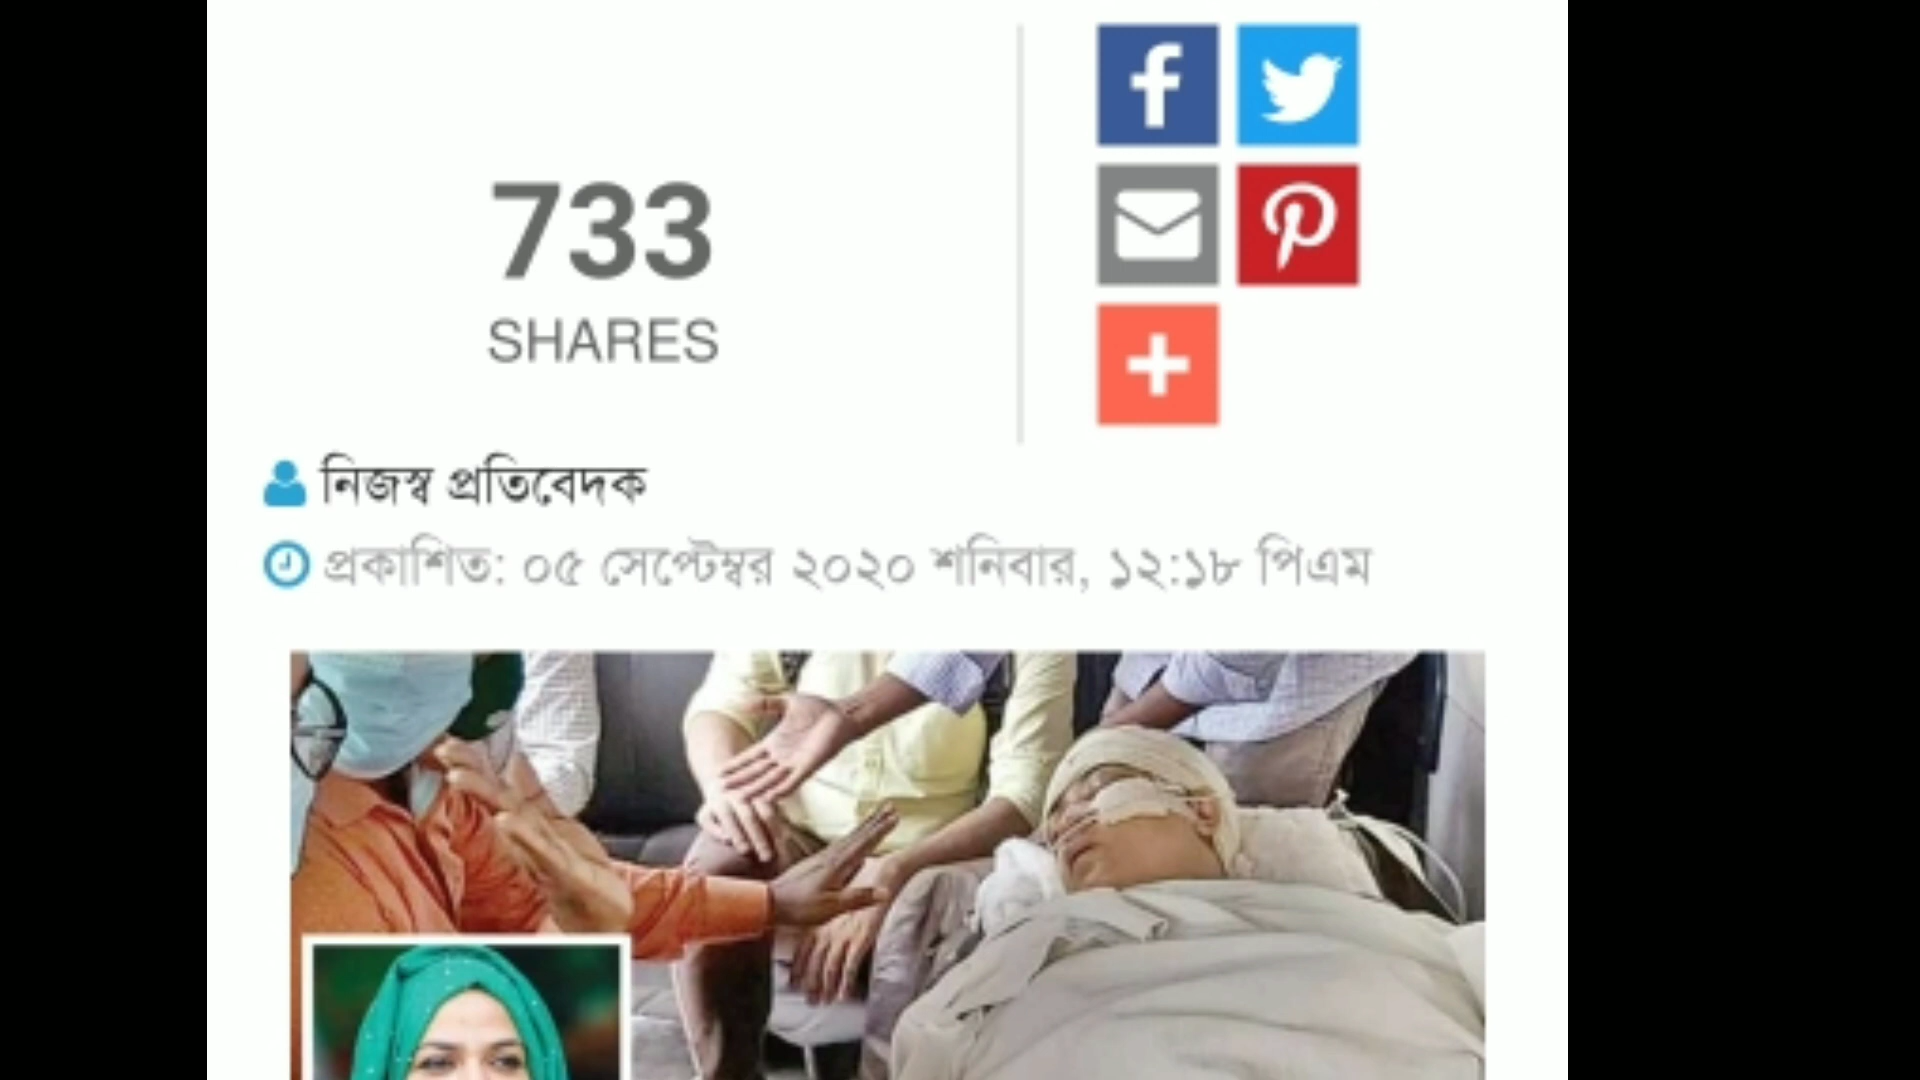 733
SHARES
নিজস্ব প্রতিবেদক
প্রকাশিত: ০৫ সেপ্টেম্বর ২০২০ শনিবার, ১২:১৮ পিএম